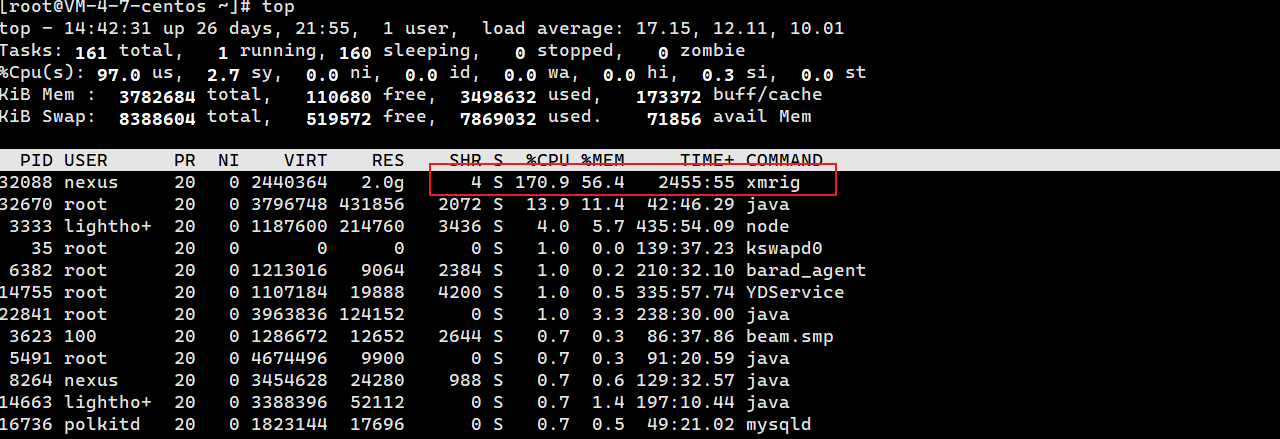 [root@VM-4-7-centos ~]# top
top - 14:42:31 up 26 days, 21:55,  1 user,  load average: 17.15, 12.11, 10.01
Tasks: 161 total,   1 running, 160 sleeping,   0 stopped,   0 zombie
%Cpu(s): 97.0 us,  2.7 sy,  0.0 ni,  0.0 id,  0.0 wa,  0.0 hi,  0.3 si,  0.0 st
KiB Mem :  3782684 total,   110680 free,  3498632 used,   173372 buff/cache
KiB Swap:  8388604 total,   519572 free,  7869032 used.    71856 avail Mem
PID USER      PR  NI    VIRT    RES    SHR S  %CPU %MEM     TIME+ COMMAND
32088 nexus     20   0 2440364   2.0g      4 S 170.9 56.4   2455:55 xmrig
32670 root      20   0 3796748 431856   2072 S  13.9 11.4  42:46.29 java
3333 lightho+  20   0 1187600 214760   3436 S   4.0  5.7 435:54.09 node
35 root      20   0       0      0      0 S   1.0  0.0 139:37.23 kswapd0
6382 root      20   0 1213016   9064   2384 S   1.0  0.2 210:32.10 barad_agent
14755 root      20   0 1107184  19888   4200 S   1.0  0.5 335:57.74 YDService
22841 root      20   0 3963836 124152      0 S   1.0  3.3 238:30.00 java
3623 100       20   0 1286672  12652   2644 S   0.7  0.3  86:37.86 beam.smp
5491 root      20   0 4674496   9900      0 S   0.7  0.3  91:20.59 java
8264 nexus     20   0 3454628  24280    988 S   0.7  0.6 129:32.57 java
14663 lightho+  20   0 3388396  52112      0 S   0.7  1.4 197:10.44 java
16736 polkitd   20   0 1823144  17696      0 S   0.7  0.5  49:21.02 mysqld